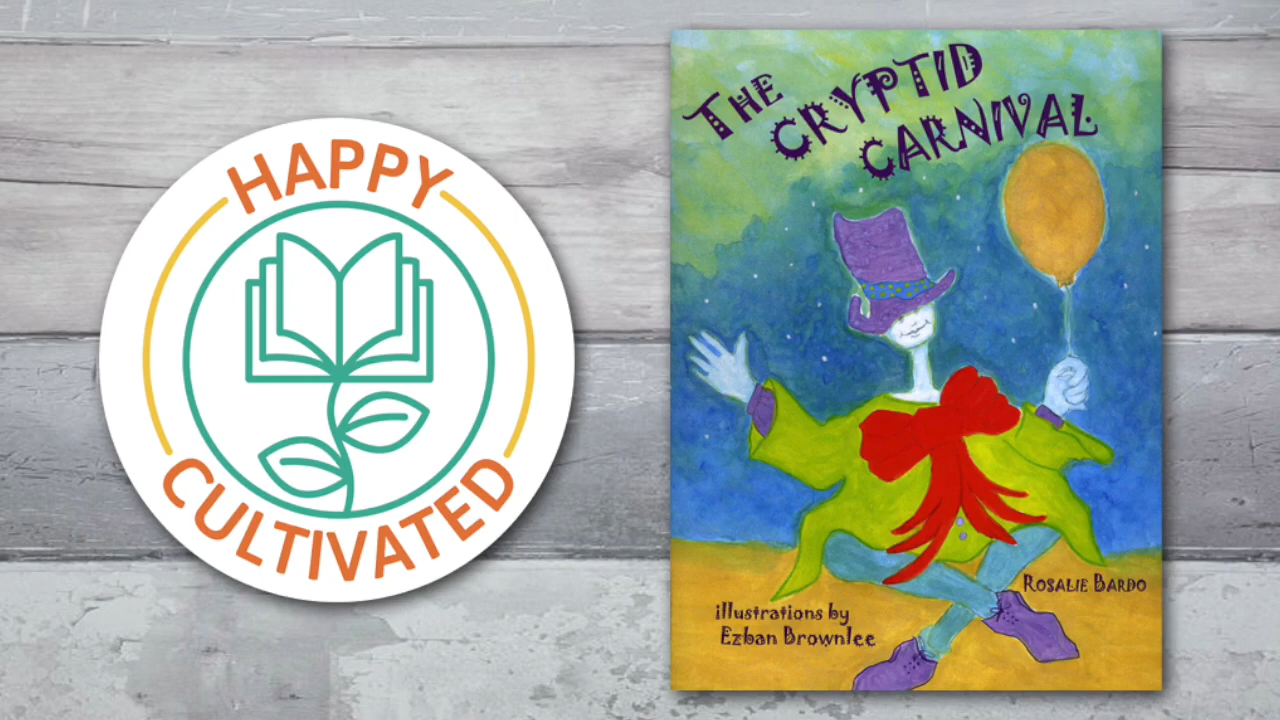 HAPPY
CULTIVATED
THE
CRYPTID
CARNIVAL
ROSALIE BARDO
illustrations by
Ezban Brownlee